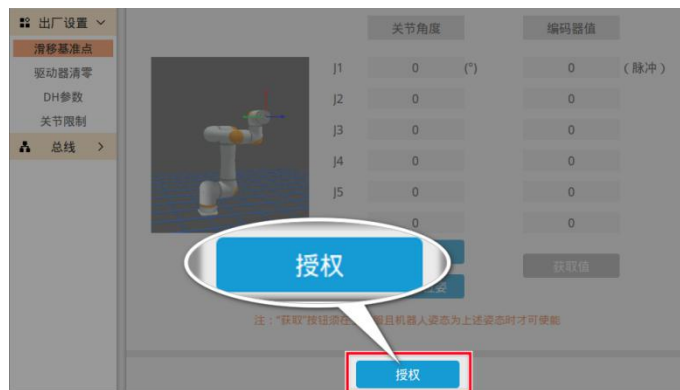 出厂设置
滑移基准点
驱动器清零
DH参数
关节限制
总线
关节角度 编码器值
J1 0 (°) 0 （脉冲）
J2 0 0
J3 0 0
J4 0 0
J5 0 0
0 0
获取值
授权
注："获取"按钮须在
且机器人姿态为上述姿态时才可使能
授权